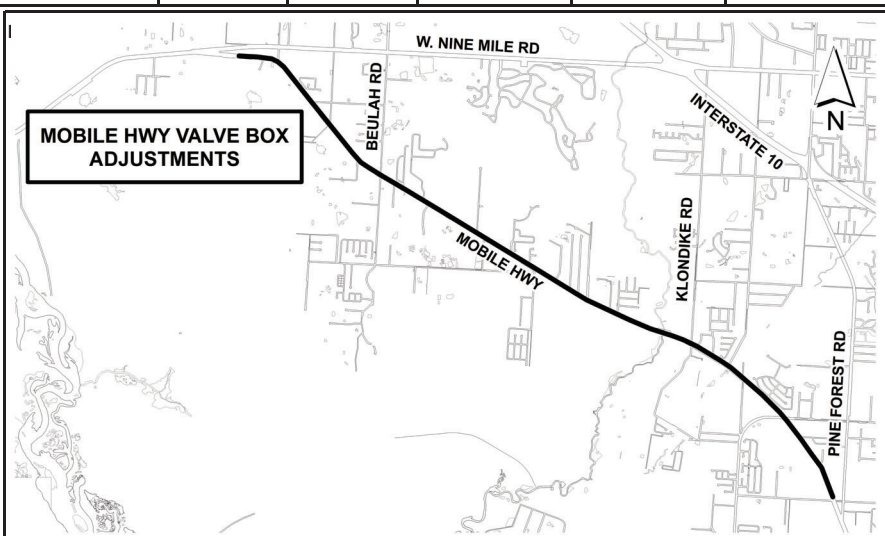 W. NINE MILE RD
BEULAH RD
MOBILE HWY VALVE BOX
ADJUSTMENTS
INTERSTATE 10
N
KLONDIKE RD
MOBILE HWY
PINE FOREST RD